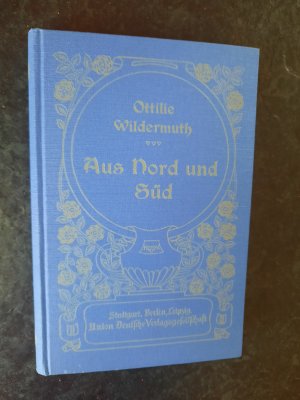 Ottilie
Wildermuth
Aus Nord und
Süd
Stuttgart, Berlin, Leipzig
Union Deutsche Verlagsgesellschaft